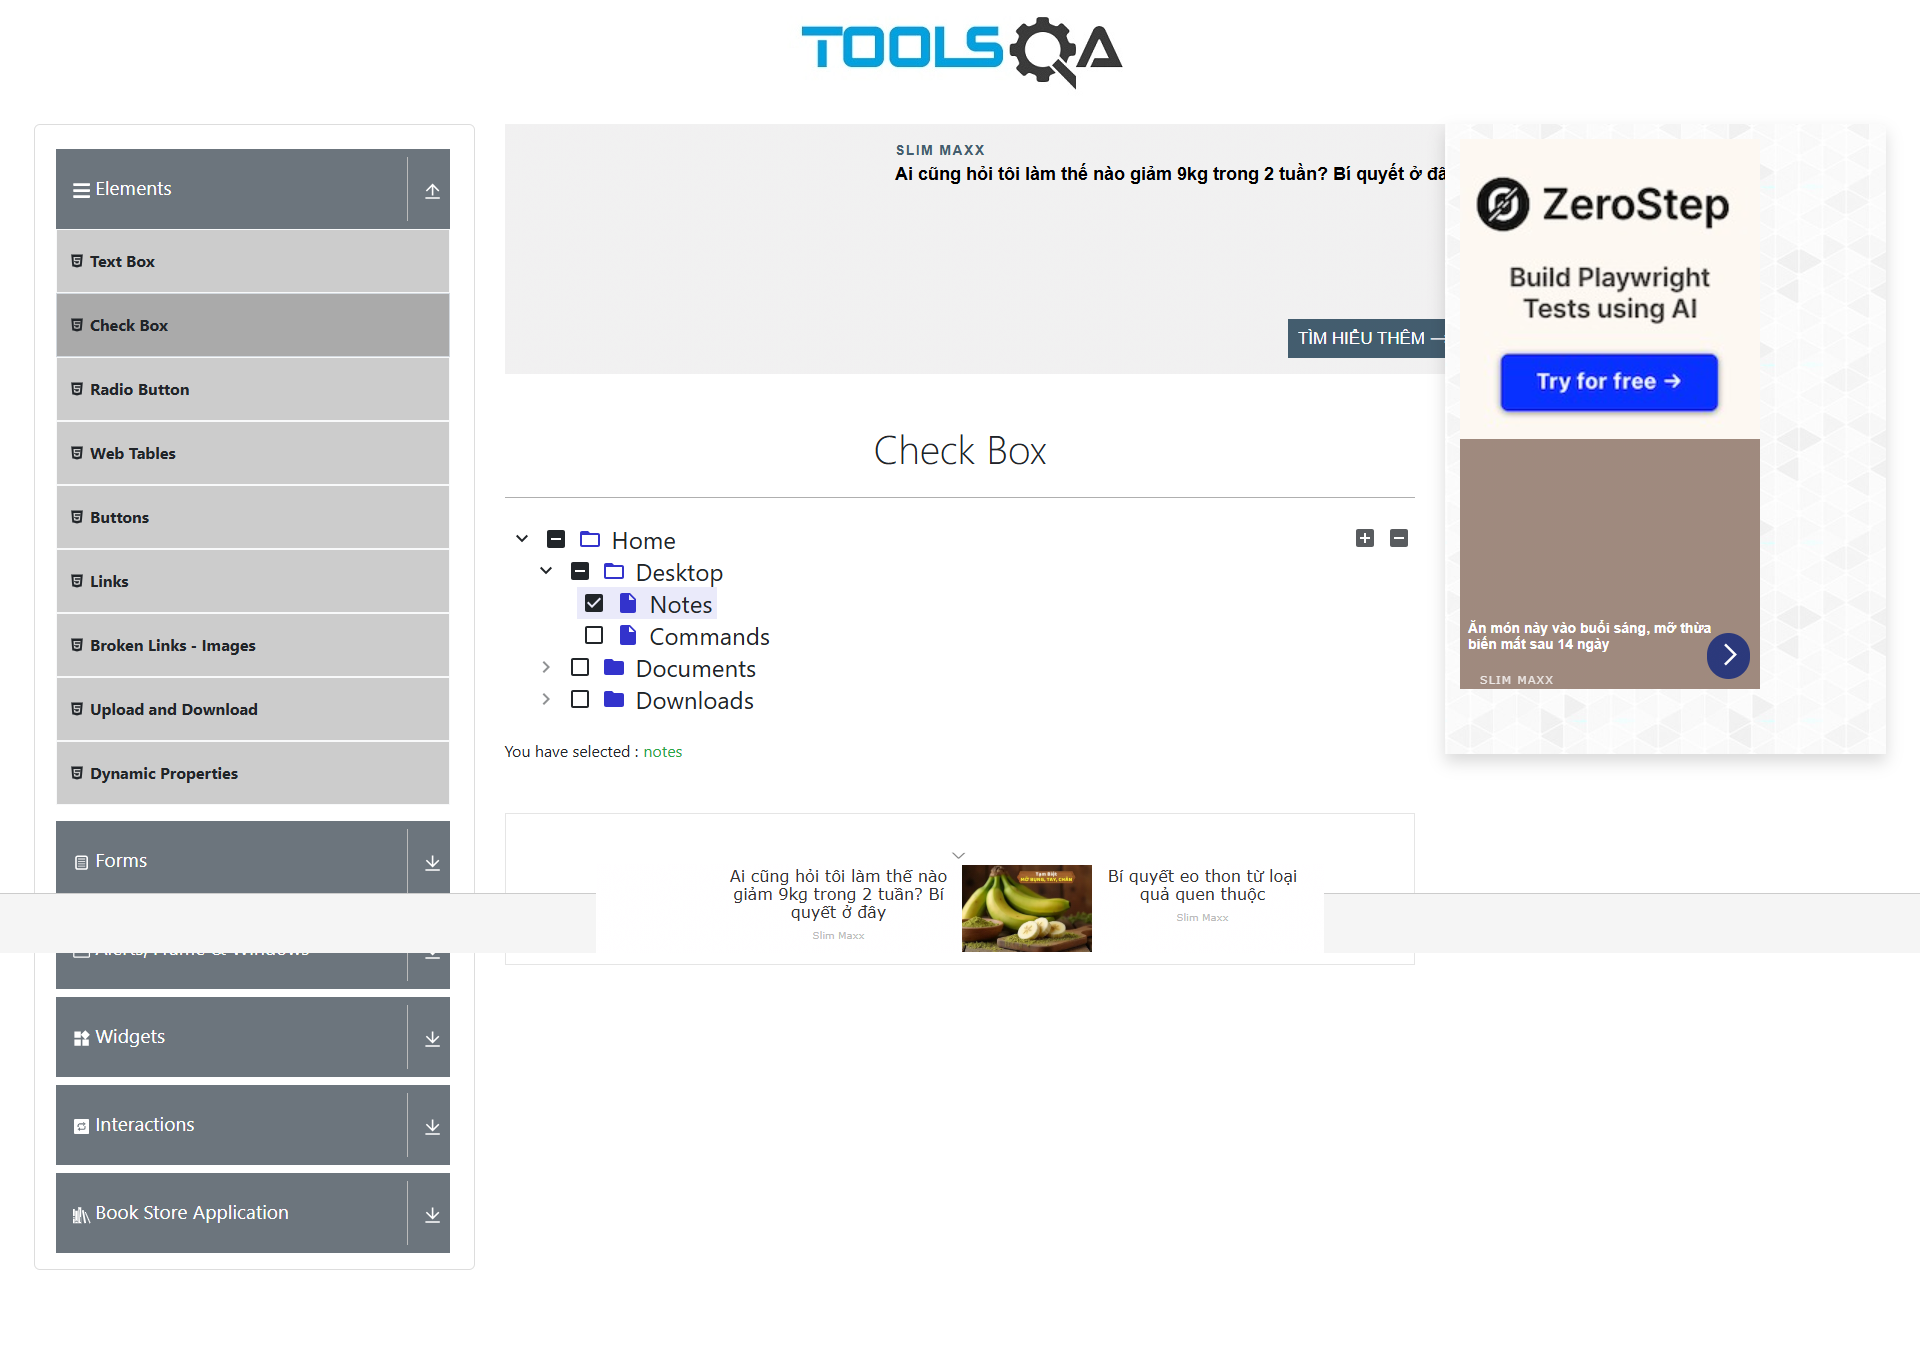 TOOLSQA
Elements
Text Box
Check Box
Radio Button
Web Tables
Buttons
Links
Broken Links - Images
Upload and Download
Dynamic Properties
Forms
Alerts, Frame & Windows
Widgets
Interactions
Book Store Application
SLIM MAXX
Ai cũng hỏi tôi làm thế nào giảm 9kg trong 2 tuần? Bí quyết ở đâ
TÌM HIỂU THÊM
Check Box
Home
Desktop
Notes
Commands
Documents
Downloads
You have selected : notes
Ai cũng hỏi tôi làm thế nào
giảm 9kg trong 2 tuần? Bí
quyết ở đây
Slim Maxx
Bí quyết eo thon từ loại
quả quen thuộc
Slim Maxx
ZeroStep
Build Playwright
Tests using AI
Try for free →
Ăn món này vào buổi sáng, mỡ thừa
biến mất sau 14 ngày
SLIM MAXX